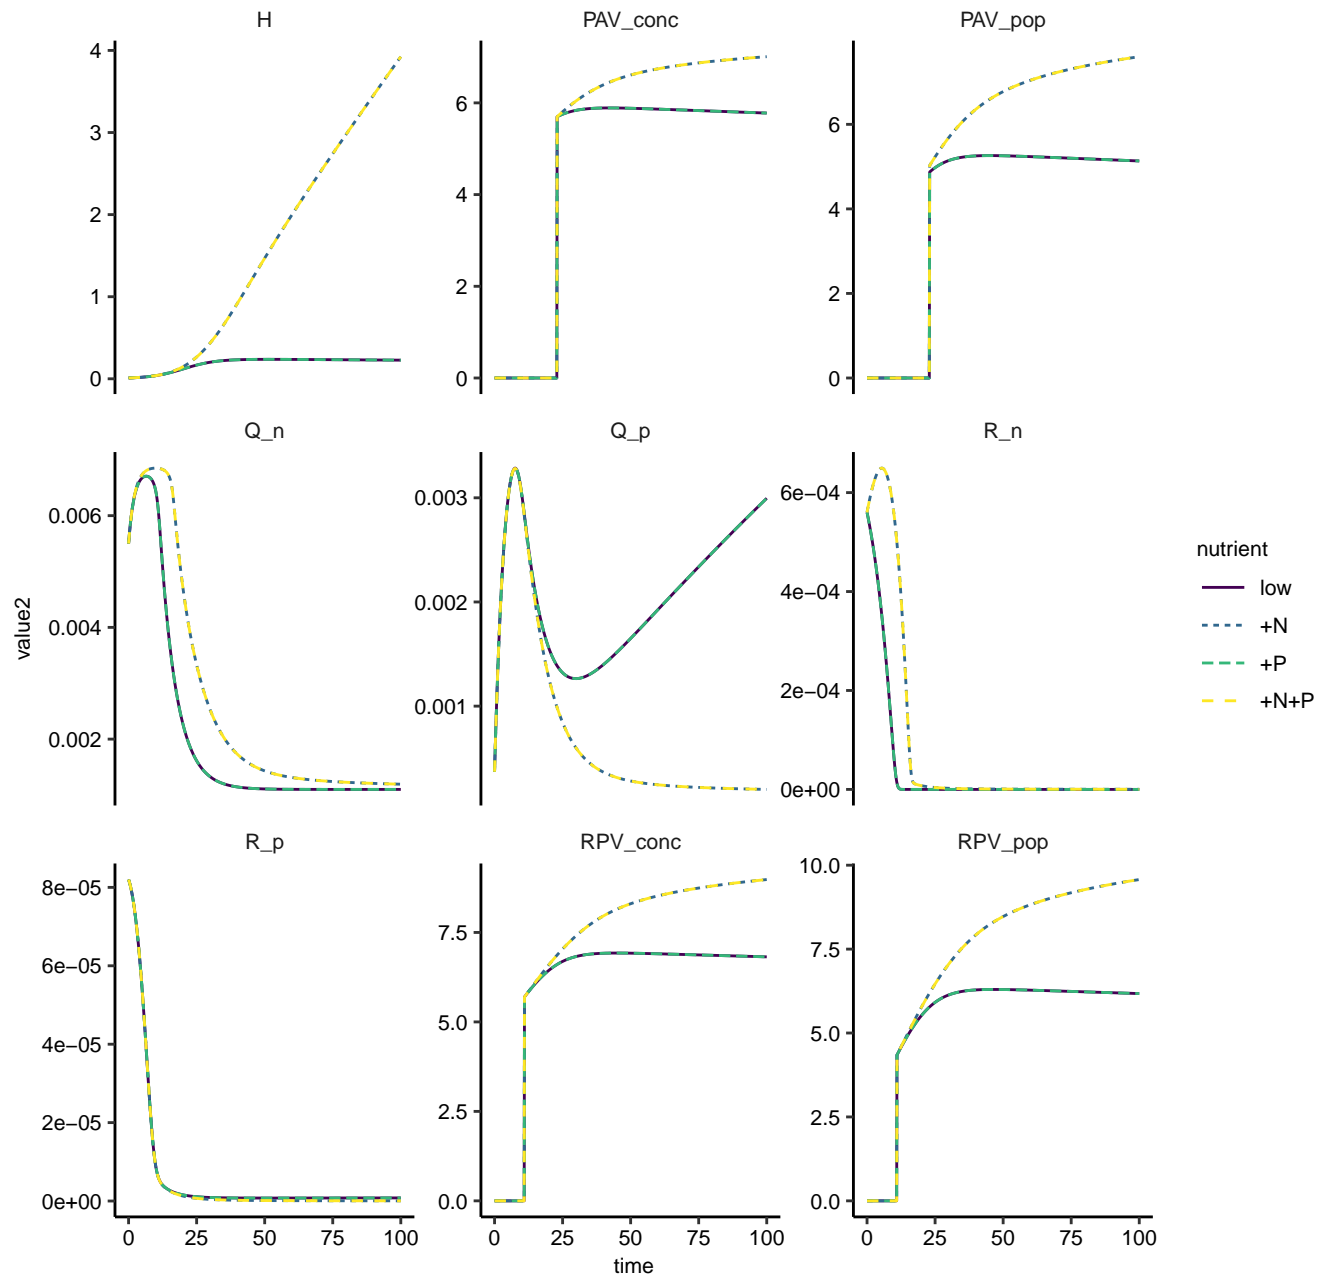 H
PAV_conc
PAV_pop
4
3
2
1
0
6
4
2
0
6
4
2
0
Q_n
Q_p
R_n
0.006
0.004
0.002
0.003
0.002
0.001
6e−04
4e−04
2e−04
0e+00
value2
nutrient
low
+N
+P
+N+P
R_p
RPV_conc
RPV_pop
8e−05
6e−05
4e−05
2e−05
0e+00
7.5
5.0
2.5
0.0
10.0
7.5
5.0
2.5
0.0
0 25 50 75 100
0 25 50 75 100
0 25 50 75 100
time